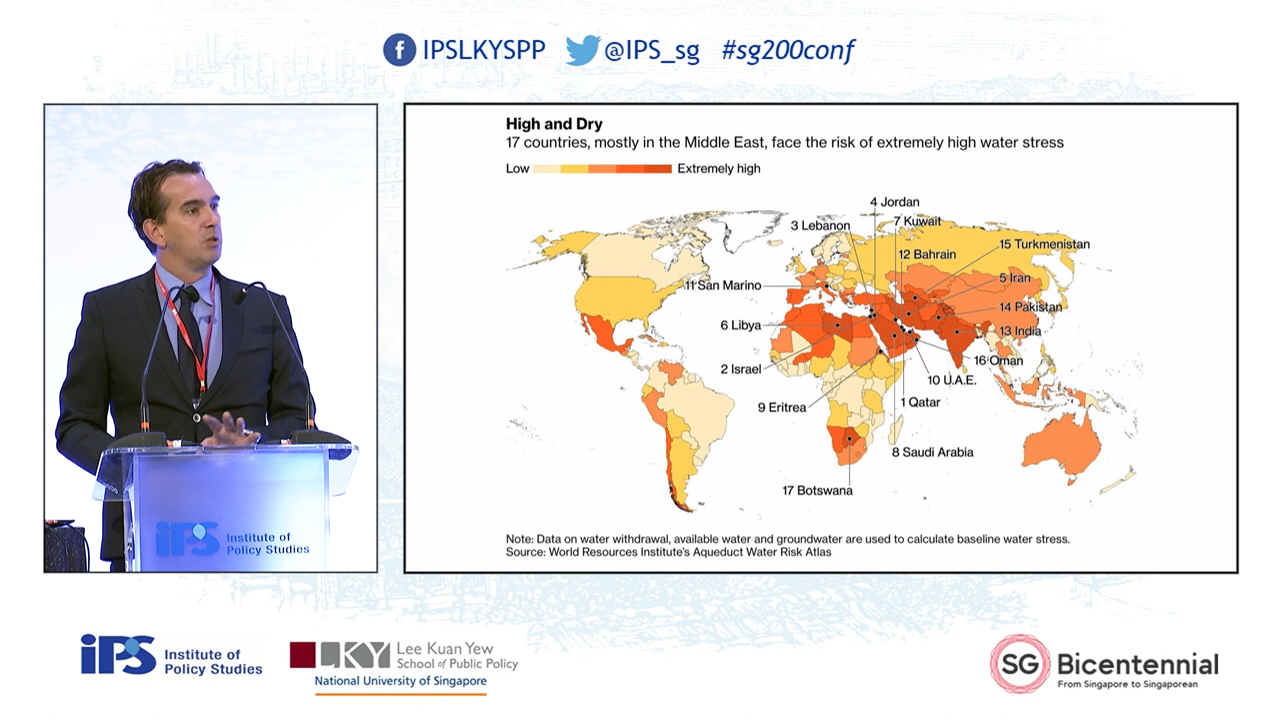 IPSLKYSPP @IPS_sg #sg200conf
High and Dry
17 countries, mostly in the Middle East, face the risk of extremely high water stress
Low Extremely high
4 Jordan
3 Lebanon
7 Kuwait
15 Turkmenistan
12 Bahrain
5 Iran
11 San Marino
14 Pakistan
6 Libya
13 India
16 Oman
2 Israel
10 U.A.E.
1 Qatar
9 Eritrea
8 Saudi Arabia
17 Botswana
Note: Data on water withdrawal, available water and groundwater are used to calculate baseline water stress.
Source: World Resources Institute's Aqueduct Water Risk Atlas
iPS Institute of
Policy Studies
iPS Institute of
Policy Studies
LKY Lee Kuan Yew
School of Public Policy
National University of Singapore
SG Bicentennial
From Singapore to Singaporean